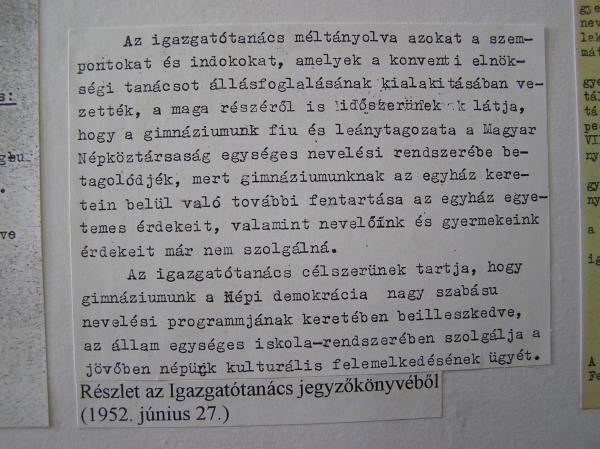 Az igazgatótanács méltányolva azokat a szem-
pontokat és indokokat, amelyek a konventi elnök-
ségi tanácsot állásfoglalásának kialakitásában ve-
zették, a maga részéről is időszerünek látja,
hogy a gimnáziumunk fiu és leánytagozata a Magyar
Népköztársaság egységes nevelési rendszerébe be-
tagolódjék, mert gimnáziumunknak az egyház kere-
tein belül való további fentartása az egyház egye-
temes érdekeit, valamint nevelőink és gyermekeink
érdekeit már nem szolgálná.
Az igazgatótanács célszerünek tartja, hogy
gimnáziumunk a Népi demokrácia nagy szabásu
nevelési programmjának keretében beilleszkedve,
az állam egységes iskola-rendszerében szolgálja a
jövőben népünk kulturális felemelkedésének ügyét.
Részlet az Igazgatótanács jegyzőkönyvéből
(1952. június 27.)